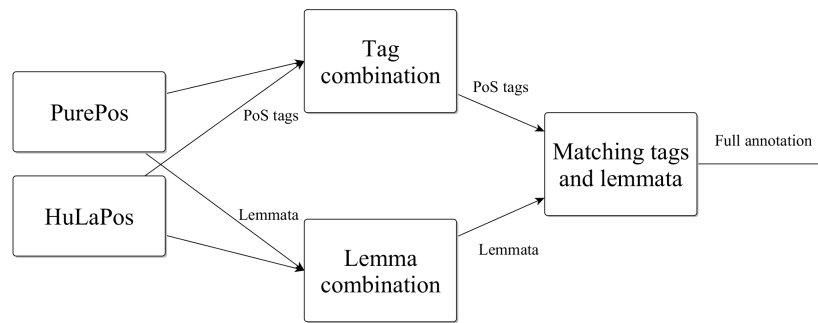 PurePos
HuLaPos
Tag
combination
PoS tags
Lemmata
Lemma
combination
PoS tags
Lemmata
Matching tags
and lemmata
Full annotation